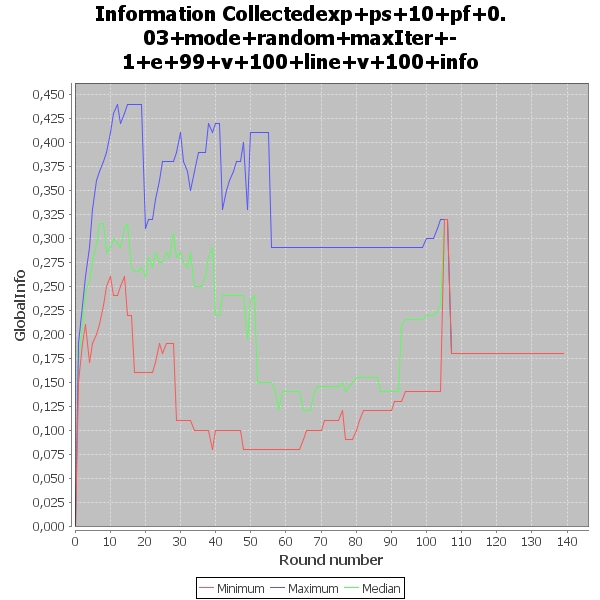 Information Collectedexp+ps+10+pf+0.
03+mode+random+maxIter+-
1+e+99+v+100+line+v+100+info
GlobalInfo
0,450
0,425
0,400
0,375
0,350
0,325
0,300
0,275
0,250
0,225
0,200
0,175
0,150
0,125
0,100
0,075
0,050
0,025
0,000
0 10 20 30 40 50 60 70 80 90 100 110 120 130 140
Round number
Minimum Maximum Median